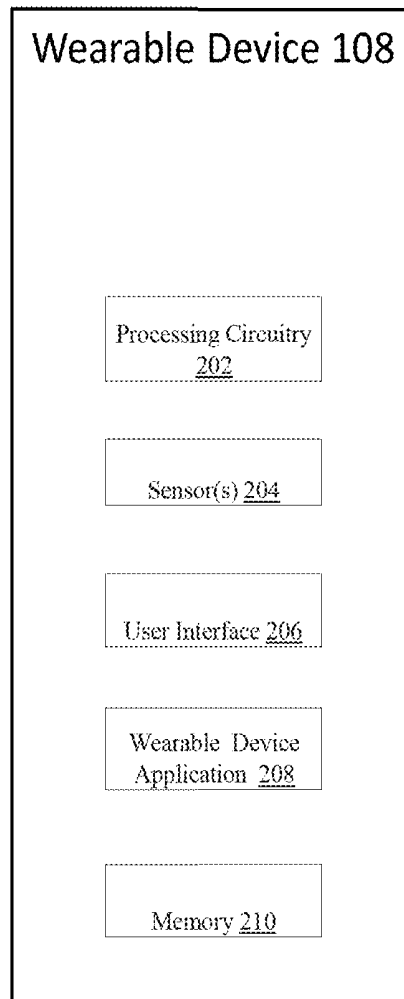 Wearable Device 108
Processing Circuitry
202
Sensor(s) 204
User Interface 206
Wearable Device
Application 208
Memory 210